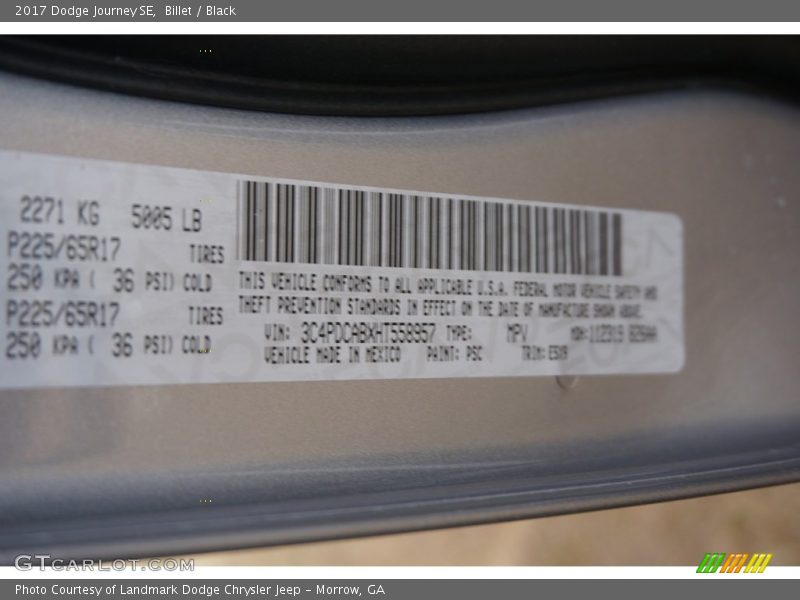 2017 Dodge Journey SE, Billet / Black
2271 KG 5005 LB
P225/65R17 TIRES
250 KPA ( 36 PSI) COLD
P225/65R17 TIRES
250 KPA ( 36 PSI) COLD
THIS VEHICLE CONFORMS TO ALL APPLICABLE U.S.A. FEDERAL MOTOR VEHICLE SAFETY AND
THEFT PREVENTION STANDARDS IN EFFECT ON THE DATE OF MANUFACTURE SHOWN ABOVE.
VIN: 3C4PDCABXHT558957 TYPE: MPV MDH:
VEHICLE MADE IN MEXICO PAINT: PSC TRIM:
GTCARLOT.COM
Photo Courtesy of Landmark Dodge Chrysler Jeep – Morrow, GA